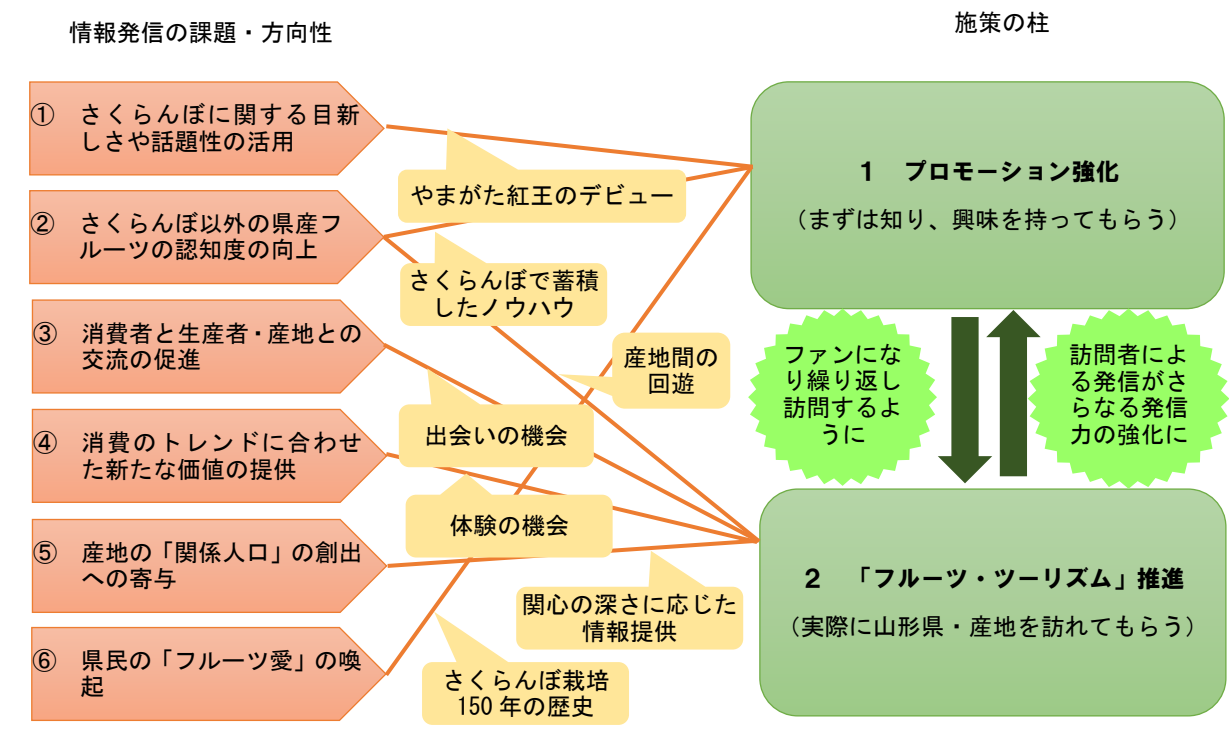 情報発信の課題・方向性
施策の柱
① さくらんぼに関する目新
しさや話題性の活用
② さくらんぼ以外の県産フ
ルーツの認知度の向上
③ 消費者と生産者・産地との
交流の促進
④ 消費のトレンドに合わせ
た新たな価値の提供
⑤ 産地の「関係人口」の創出
への寄与
⑥ 県民の「フルーツ愛」の喚
起
やまがた紅王のデビュー
さくらんぼで蓄積
したノウハウ
産地間の
回遊
出会いの機会
体験の機会
関心の深さに応じた
情報提供
さくらんぼ栽培
150年の歴史
1 プロモーション強化
(まずは知り、興味を持ってもらう)
ファンにな
り繰り返し
訪問するよ
うに
訪問者によ
る発信がさ
らなる発信
力の強化に
2 「フルーツ・ツーリズム」推進
(実際に山形県・産地を訪れてもらう)